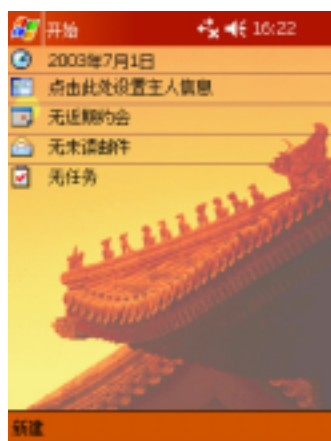 开始 16:22
2003年7月1日
点击此处设置主人信息
无近期约会
无未读邮件
无任务
新建